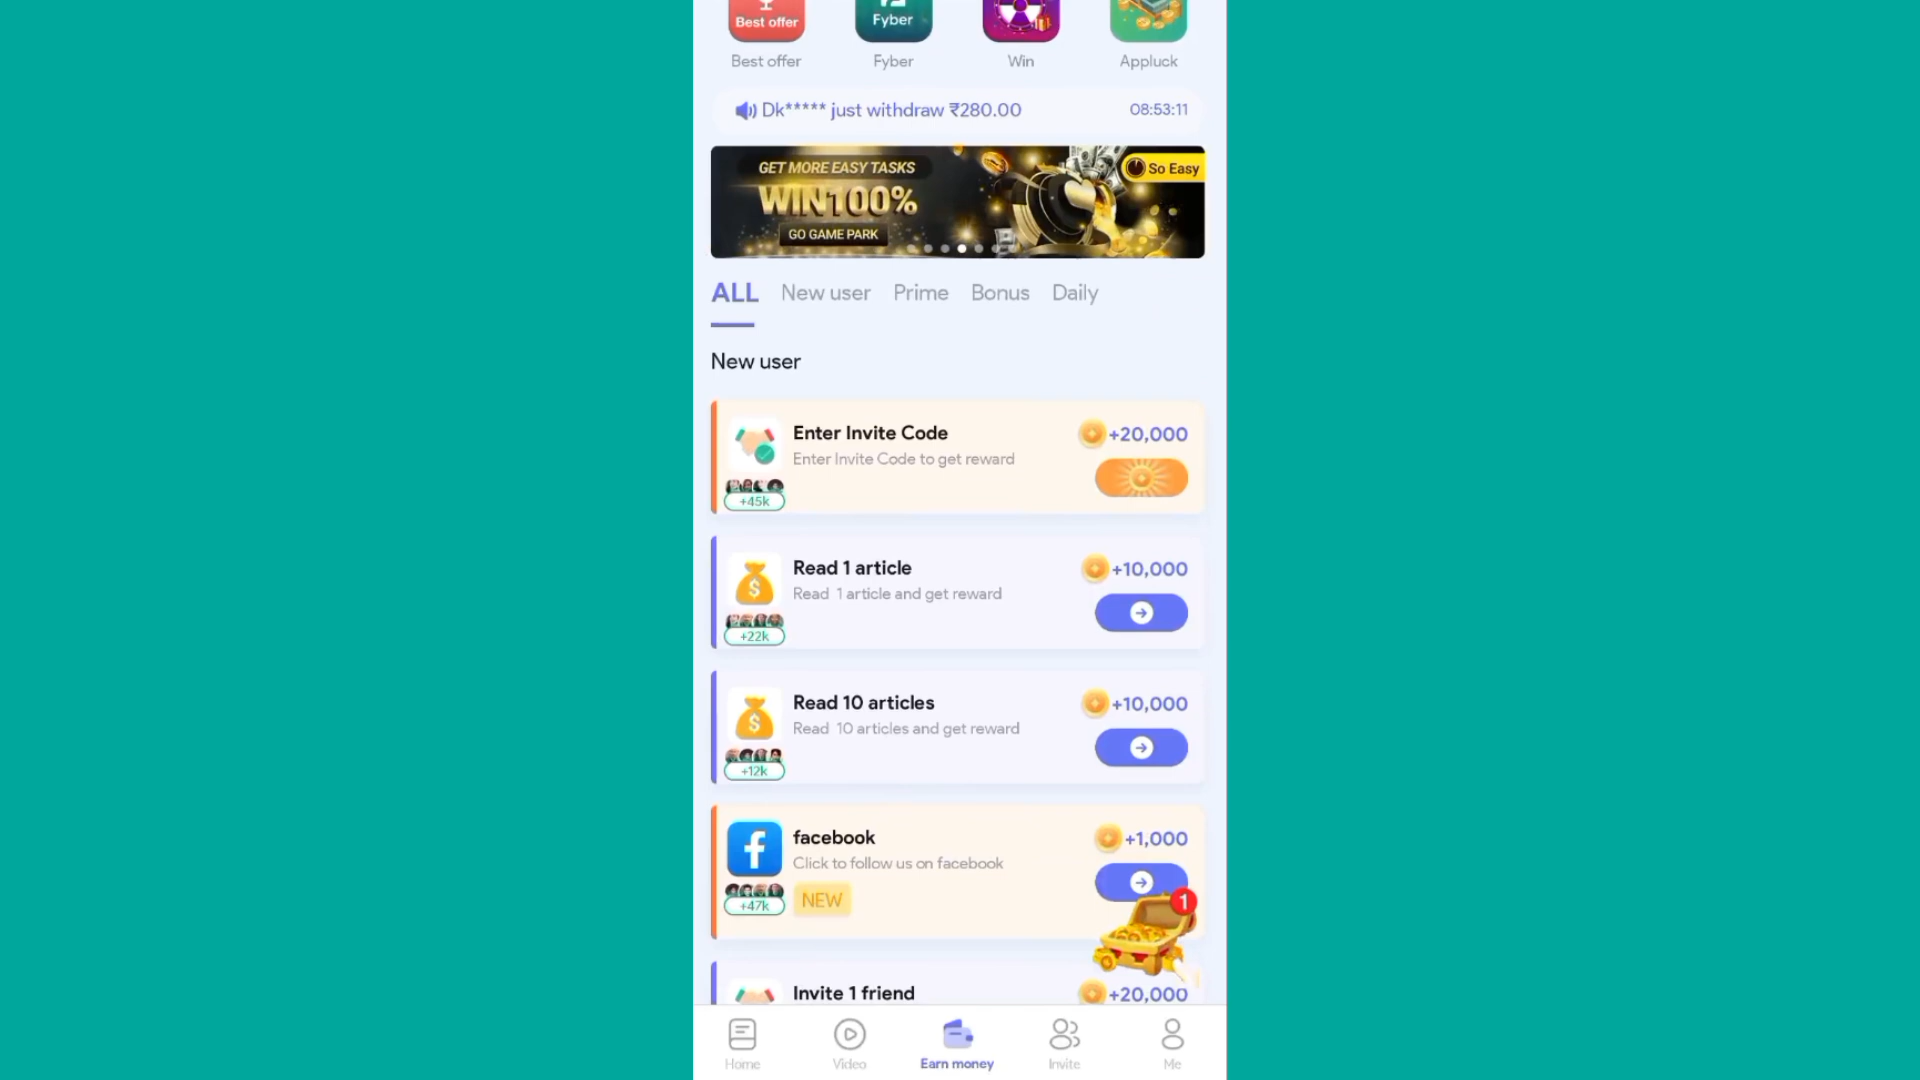 Best offer
Fyber
Best offer
Fyber
Win
Appluck
Dk***** just withdraw ₹280.00
08:53:11
GET MORE EASY TASKS
So Easy
WIN100%
GO GAME PARK
ALL
New user
Prime
Bonus
Daily
New user
Enter Invite Code
+20,000
Enter Invite Code to get reward
+45k
Read 1 article
+10,000
Read 1 article and get reward
+22k
Read 10 articles
+10,000
Read 10 articles and get reward
+12k
facebook
+1,000
Click to follow us on facebook
NEW
+47k
1
Invite 1 friend
+20,000
Home
Video
Earn money
Invite
Me